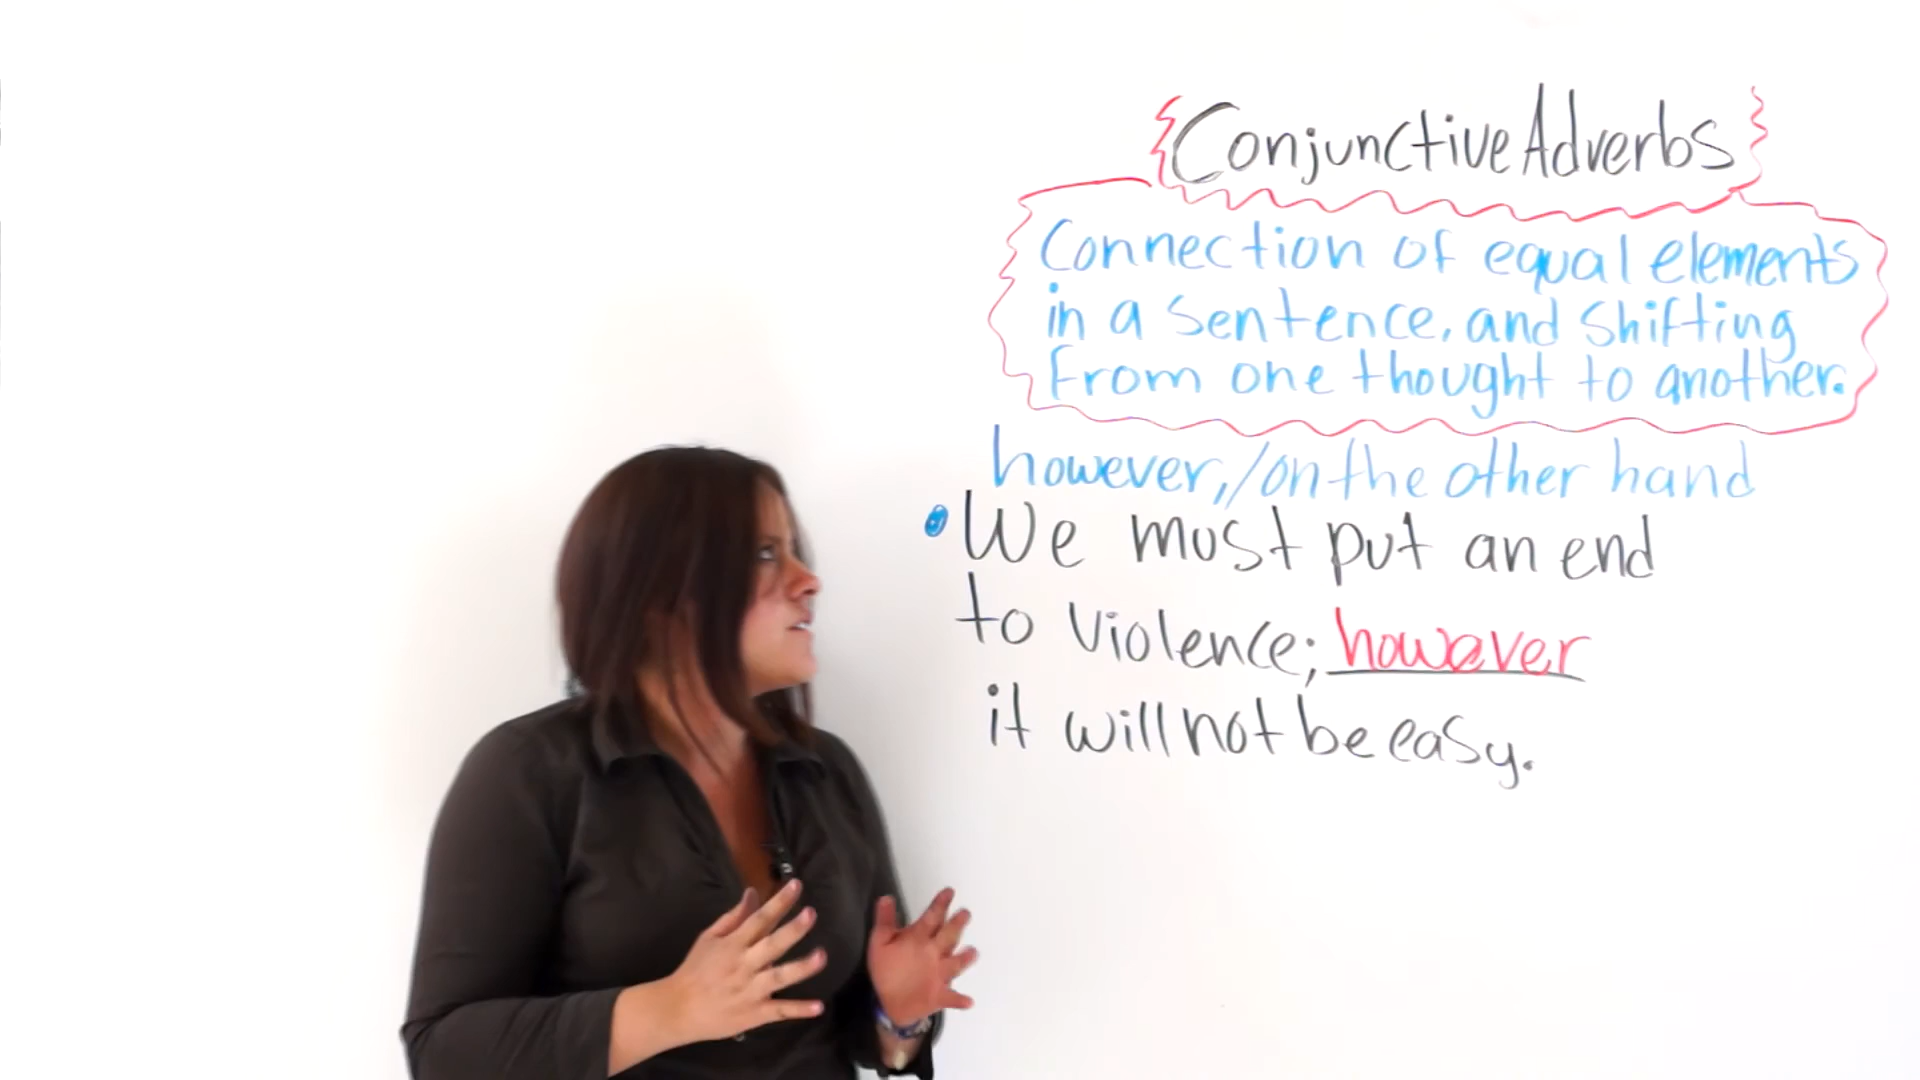 Conjunctive Adverbs
Connection of equal elements
in a sentence, and shifting
from one thought to another.
however,/on the other hand
We must put an end
to violence; however
it will not be easy.